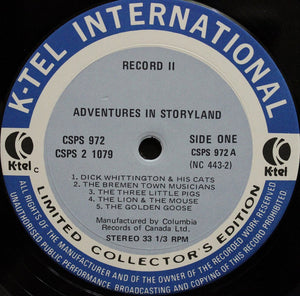 K-TEL INTERNATIONAL
RECORD II
ADVENTURES IN STORYLAND
CSPS 972
SIDE ONE
CSPS 2 1079
CSPS 972 A
(NC 443-2)
K-tel
K-tel
1. DICK WHITTINGTON & HIS CATS
2. THE BREMEN TOWN MUSICIANS
3. THE THREE LITTLE PIGS
4. THE LION & THE MOUSE
5. THE GOLDEN GOOSE
Manufactured by Columbia
Records of Canada Ltd.
STEREO 33 1/3 RPM
LIMITED COLLECTOR'S EDITION
ALL RIGHTS OF THE MANUFACTURER AND OF THE OWNER OF THE RECORDED WORK RESERVED
UNAUTHORISED PUBLIC PERFORMANCE, BROADCASTING AND COPYING OF THIS RECORD PROHIBITED